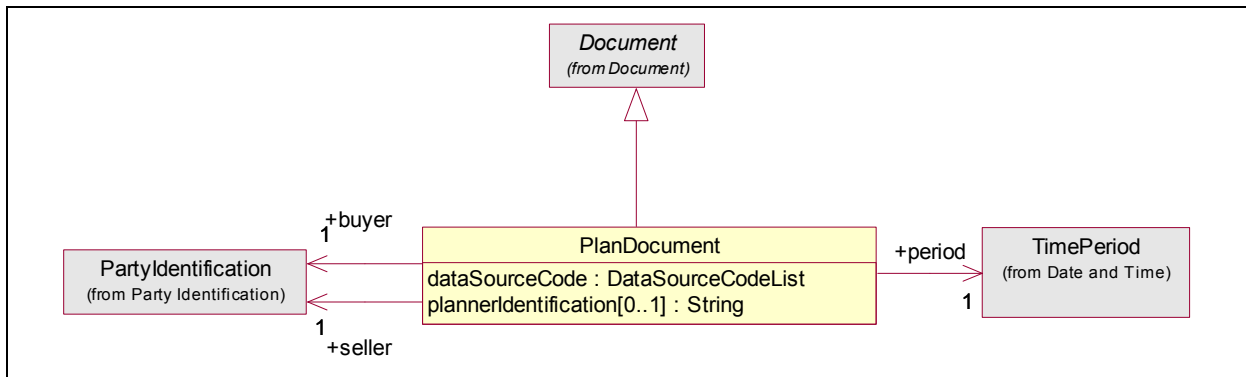 Document
(from Document)
+buyer
1
PartyIdentification
(from Party Identification)
1
+seller
PlanDocument
dataSourceCode : DataSourceCodeList
plannerIdentification[0..1] : String
+period
1
TimePeriod
(from Date and Time)